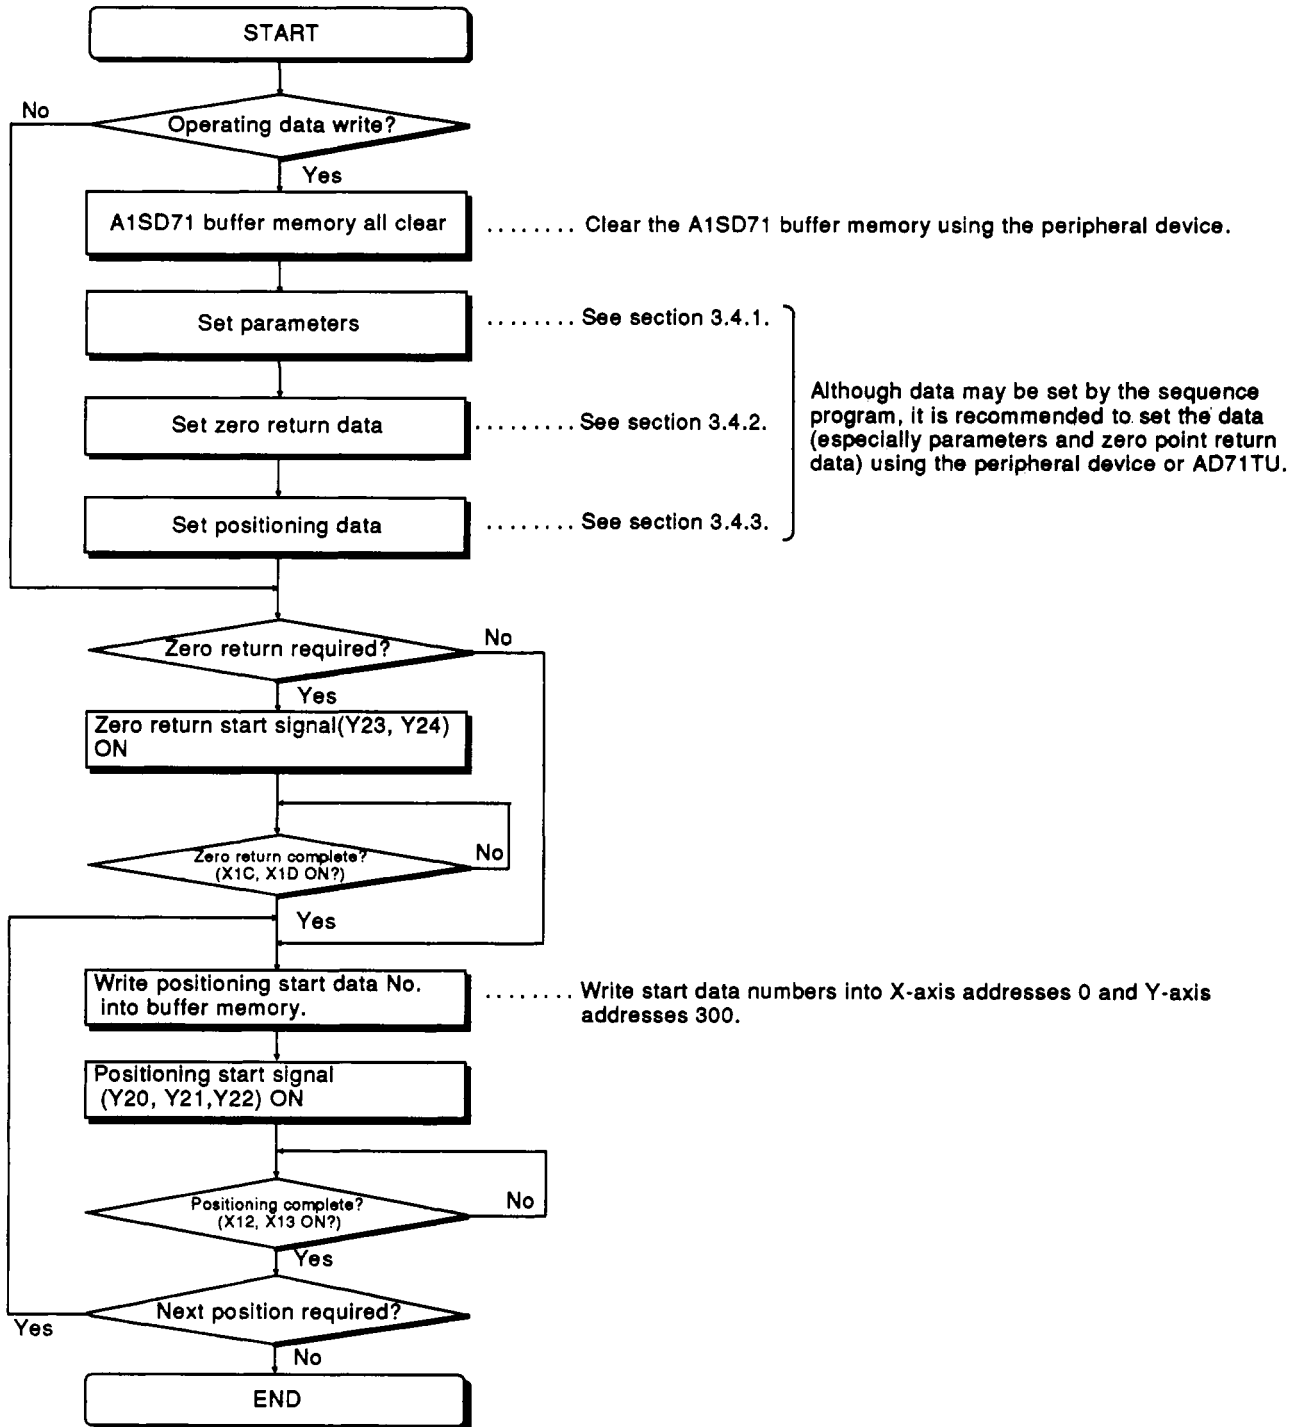 START
No
Operating data write?
Yes
A1SD71 buffer memory all clear
........ Clear the A1SD71 buffer memory using the peripheral device.
Set parameters
........ See section 3.4.1.
Set zero return data
........ See section 3.4.2.
Although data may be set by the sequence
program, it is recommended to set the data
(especially parameters and zero point return
data) using the peripheral device or AD71TU.
Set positioning data
........ See section 3.4.3.
Zero return required?
No
Yes
Zero return start signal(Y23, Y24)
ON
Zero return complete?
(X1C, X1D ON?)
No
Yes
Write positioning start data No.
into buffer memory.
........ Write start data numbers into X-axis addresses 0 and Y-axis
addresses 300.
Positioning start signal
(Y20, Y21,Y22) ON
Positioning complete?
(X12, X13 ON?)
No
Yes
Next position required?
Yes
No
END